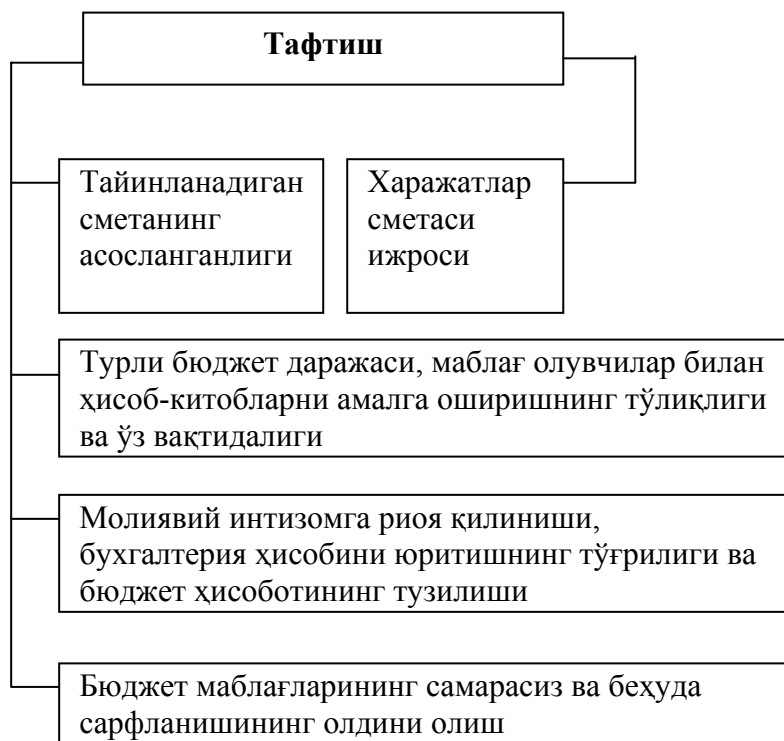 Тафтиш
Тайинланадиган
сметанинг
асосланганлиги
Харажатлар
сметаси
ижроси
Турли бюджет даражаси, маблағ олувчилар билан
ҳисоб-китобларни амалга оширишнинг тўлиқлиги
ва ўз вақтидалиги
Молиявий интизомга риоя қилиниши,
бухгалтерия ҳисобини юритишнинг тўғрилиги ва
бюджет ҳисоботининг тузилиши
Бюджет маблағларининг самарасиз ва беҳуда
сарфланишининг олдини олиш